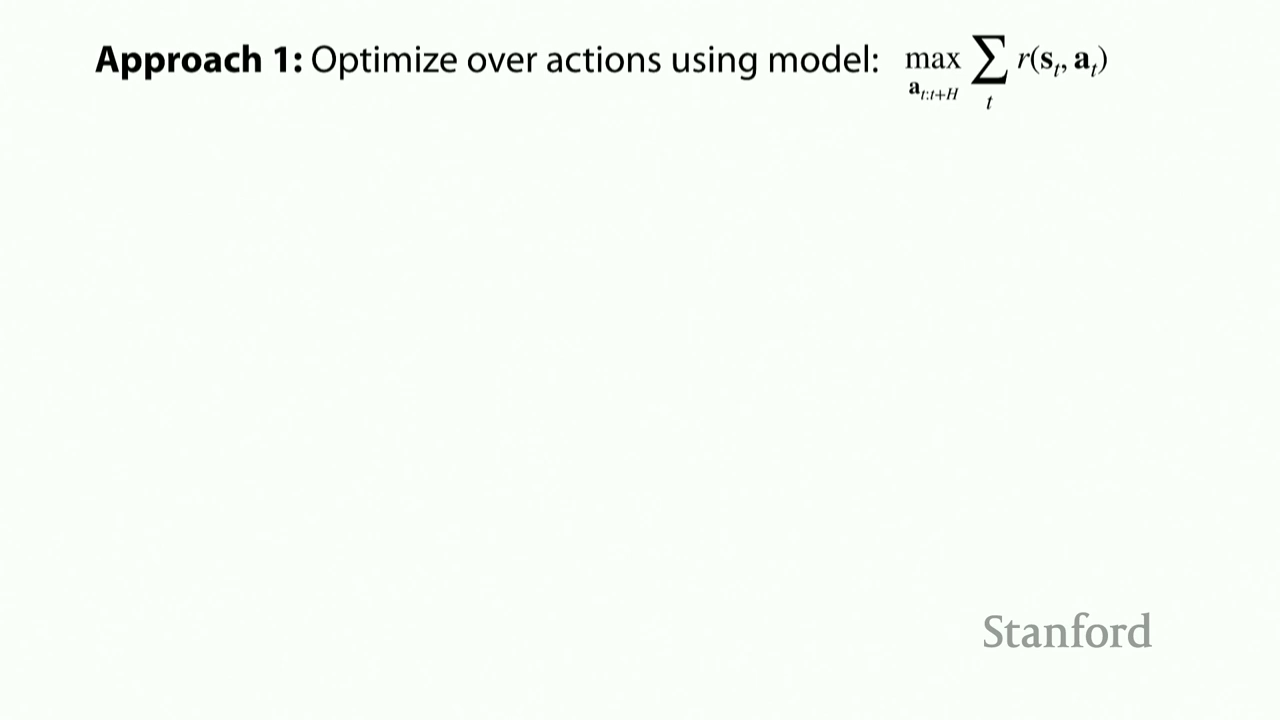 Approach 1: Optimize over actions using model: max_{a_{t:t+H}} ∑_t r(s_t, a_t)
Stanford